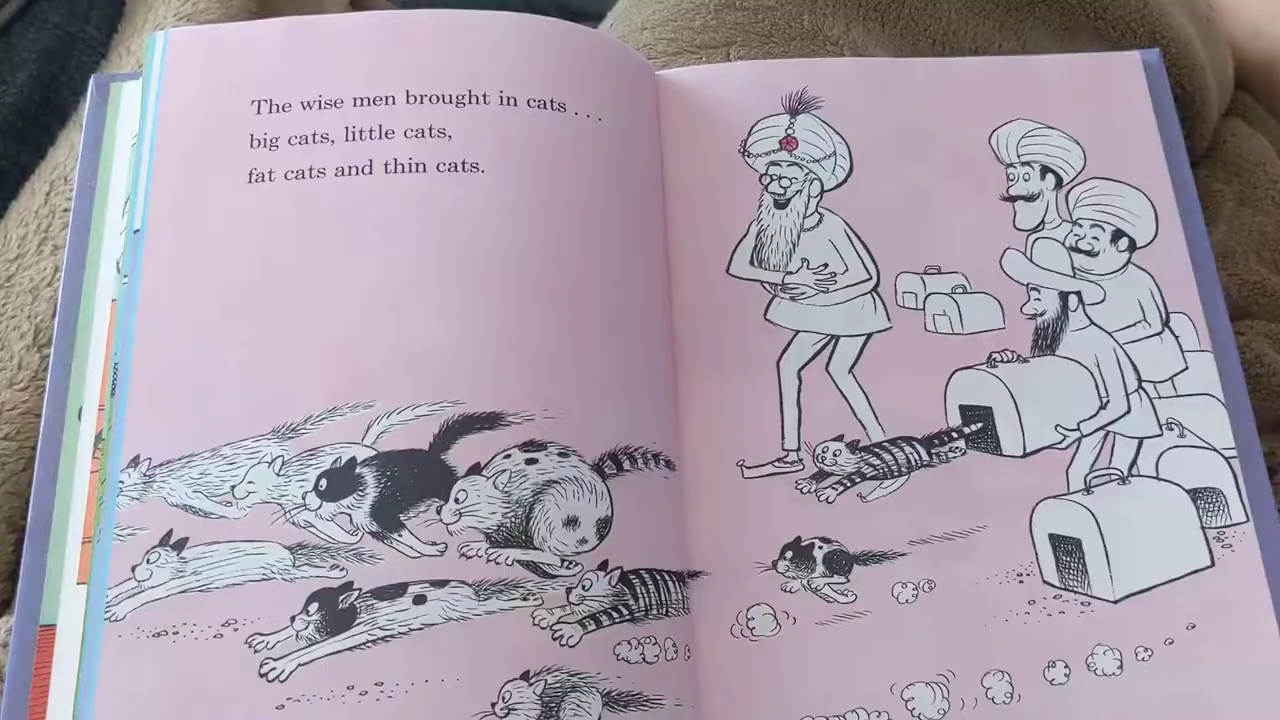 The wise men brought in cats . . .
big cats, little cats,
fat cats and thin cats.